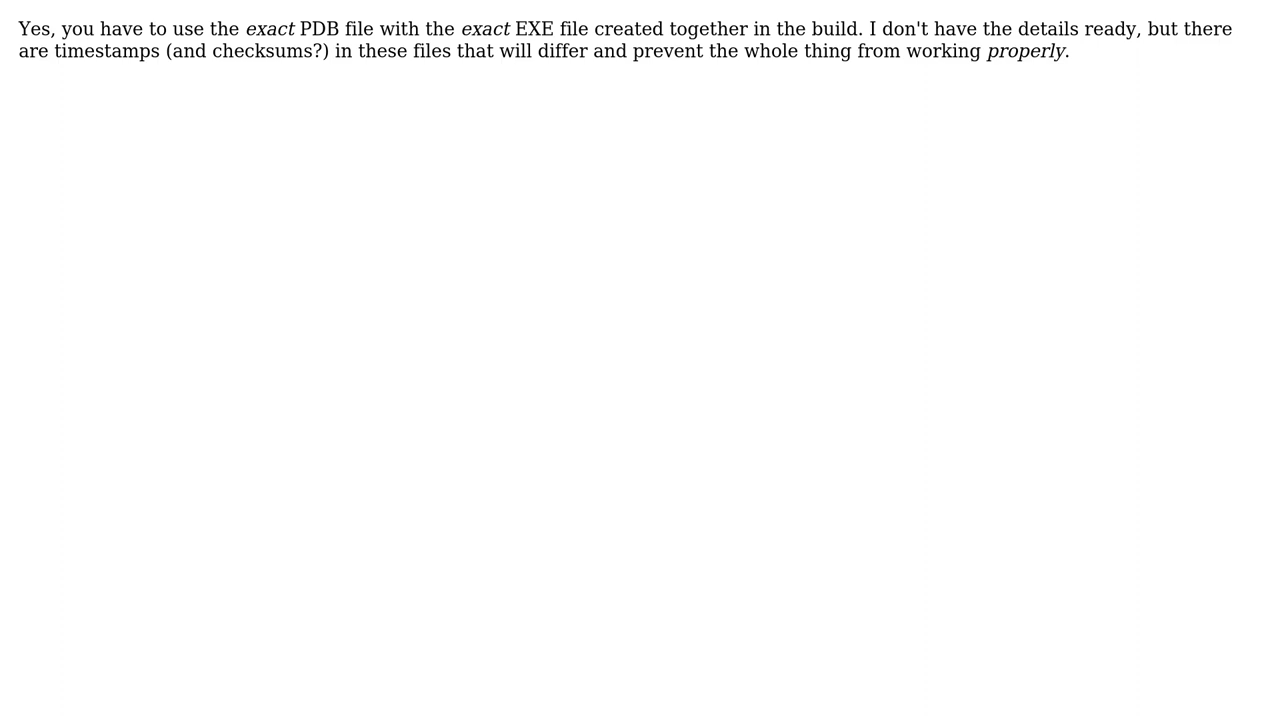 Yes, you have to use the exact PDB file with the exact EXE file created together in the build. I don't have the details ready, but there
are timestamps (and checksums?) in these files that will differ and prevent the whole thing from working properly.